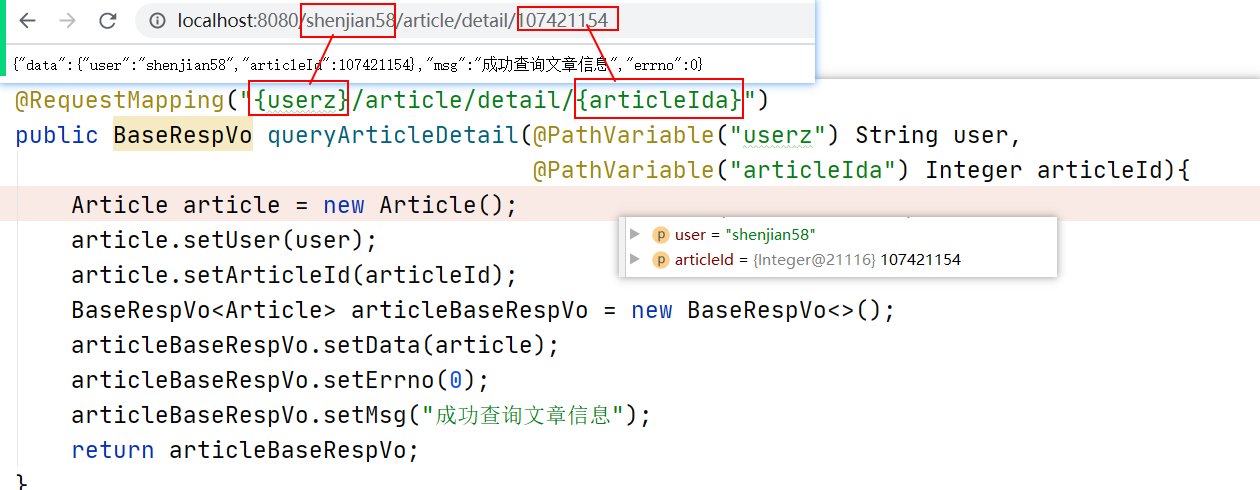 localhost:8080/shenjian58/article/detail/107421154
{"data":{"user":"shenjian58","articleId":107421154},"msg":"成功查询文章信息","errno":0}
@RequestMapping("{userz}/article/detail/{articleIda}")
public BaseRespVo queryArticleDetail(@PathVariable("userz") String user,
@PathVariable("articleIda") Integer articleId){
Article article = new Article();
article.setUser(user);
article.setArticleId(articleId);
BaseRespVo<Article> articleBaseRespVo = new BaseRespVo<>();
articleBaseRespVo.setData(article);
articleBaseRespVo.setErrno(0);
articleBaseRespVo.setMsg("成功查询文章信息");
return articleBaseRespVo;
}
p user = "shenjian58"
p articleId = {Integer@21116} 107421154